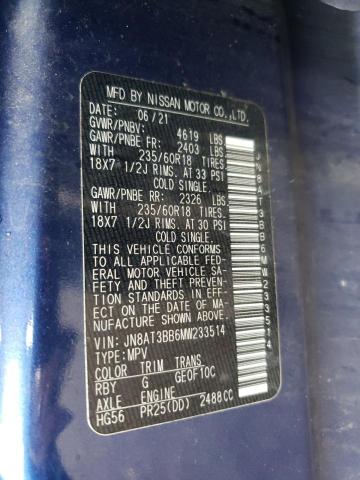 MFD BY NISSAN MOTOR CO.,LTD.
DATE: 06/21
GVWR/PNBV: 4619 LBS
GAWR/PNBE FR: 2403 LBS
WITH 235/60R18 TIRES
18X7 1/2J RIMS. AT 33 PSI
COLD SINGLE.
GAWR/PNBE RR: 2326 LBS
WITH 235/60R18 TIRES
18X7 1/2J RIMS. AT 30 PSI
COLD SINGLE.
THIS VEHICLE CONFORMS
TO ALL APPLICABLE FED-
ERAL MOTOR VEHICLE SA-
FETY AND THEFT PREVEN-
TION STANDARDS IN EFF-
ECT ON THE DATE OF MA-
NUFACTURE SHOWN ABOVE.
VIN: JN8AT3BB6MW233514
TYPE:MPV
COLOR TRIM TRANS
RBY G GE0F10C
AXLE ENGINE
HG56 PR25(DD) 2488CC
JN8AT3BB6MW233514